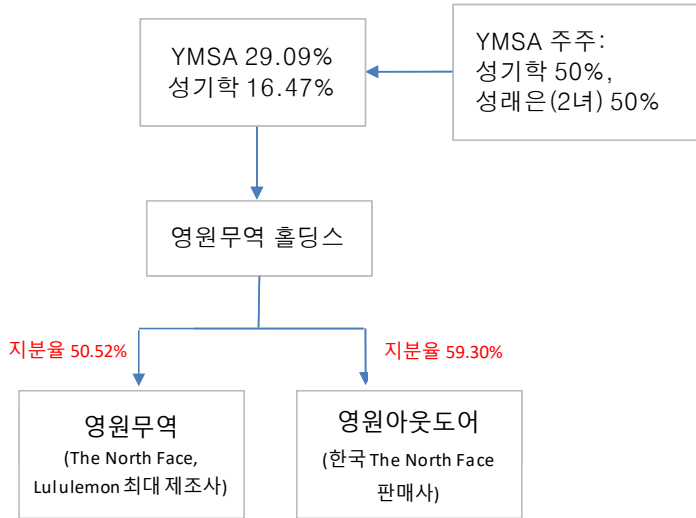 YMSA 29.09%
성기학 16.47%
YMSA 주주:
성기학 50%,
성래은(2녀) 50%
영원무역 홀딩스
지분율 50.52%
지분율 59.30%
영원무역
(The North Face,
Lululemon 최대 제조사)
영원아웃도어
(한국 The North Face
판매사)